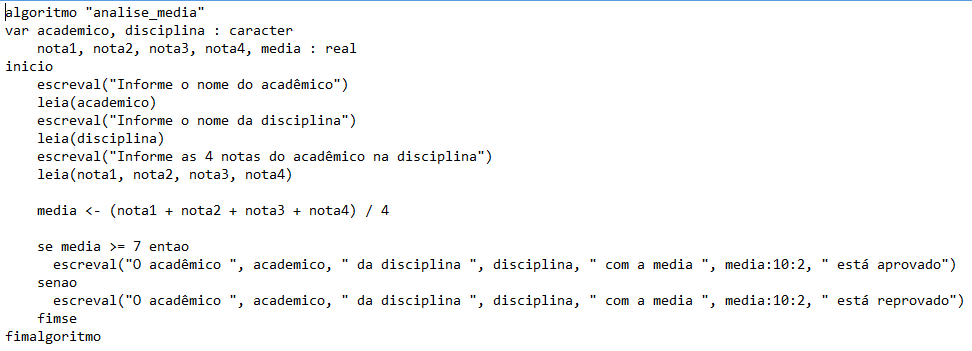 algoritmo "analise_media"
var academico, disciplina : caracter
    nota1, nota2, nota3, nota4, media : real
inicio
    escreval("Informe o nome do acadêmico")
    leia(academico)
    escreval("Informe o nome da disciplina")
    leia(disciplina)
    escreval("Informe as 4 notas do acadêmico na disciplina")
    leia(nota1, nota2, nota3, nota4)

    media <- (nota1 + nota2 + nota3 + nota4) / 4

    se media >= 7 entao
      escreval("O acadêmico ", academico, " da disciplina ", disciplina, " com a media ", media:10:2, " está aprovado")
    senao
      escreval("O acadêmico ", academico, " da disciplina ", disciplina, " com a media ", media:10:2, " está reprovado")
    fimse
fimalgoritmo